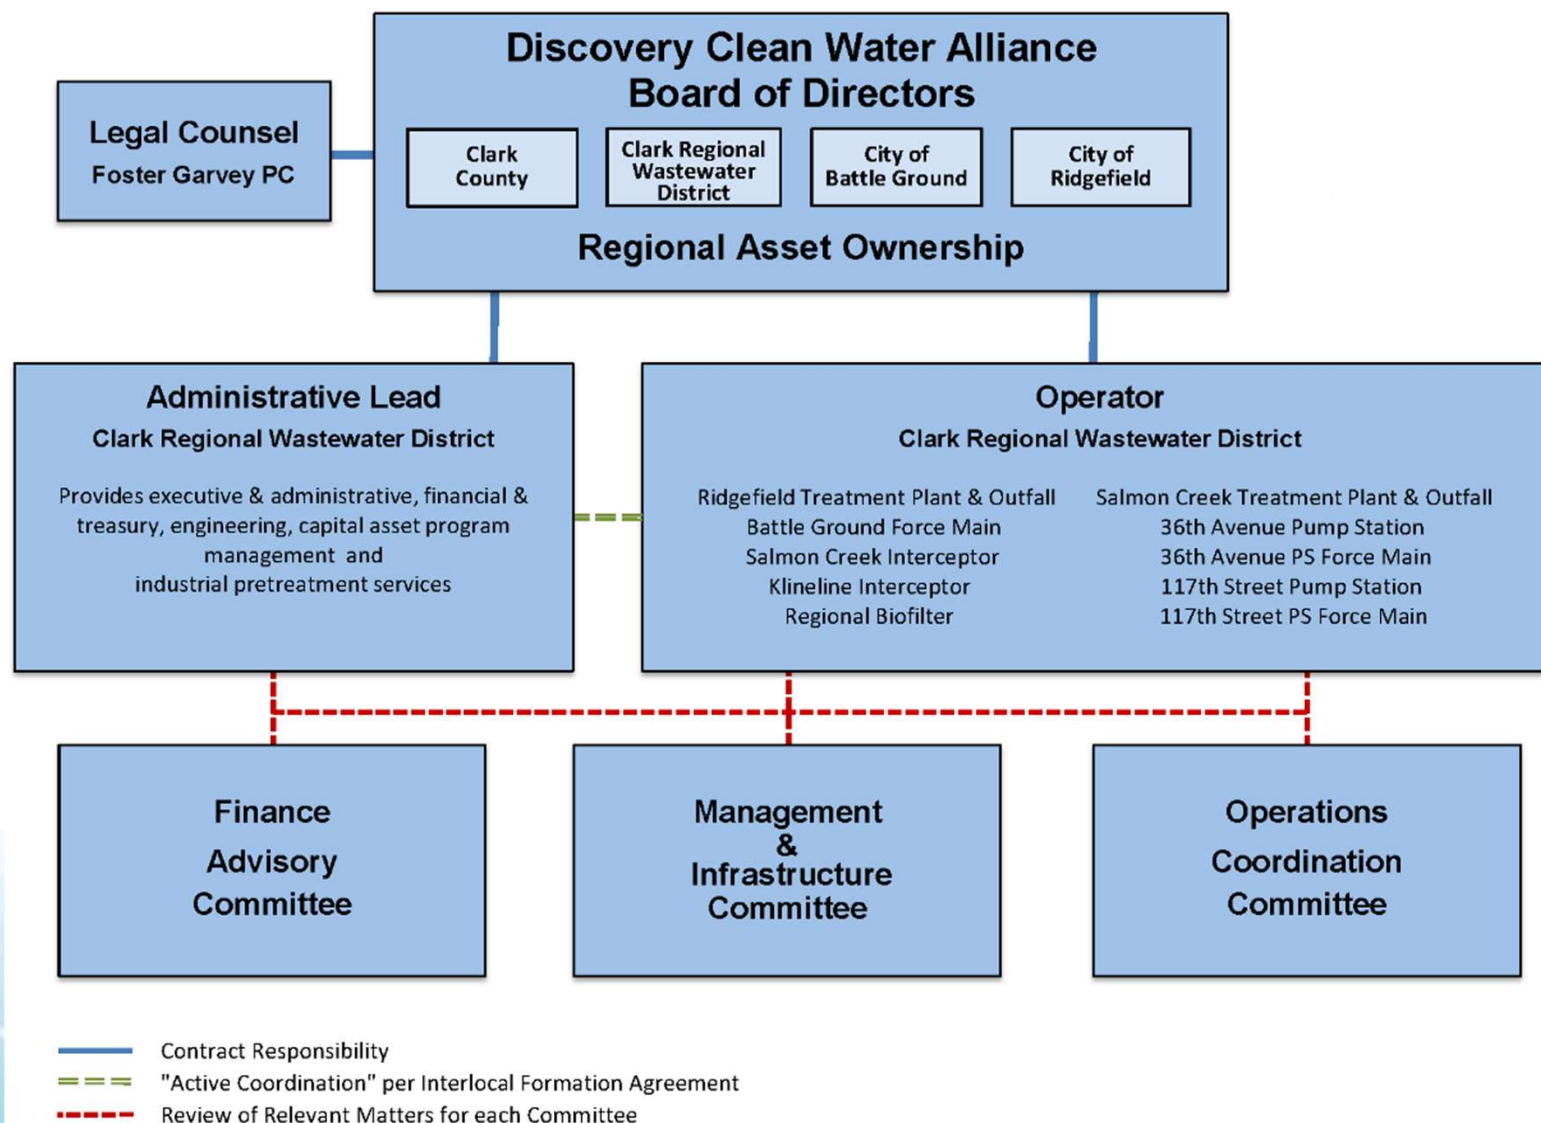 Discovery Clean Water Alliance
Board of Directors
Legal Counsel
Foster Garvey PC
Clark
County
Clark Regional
Wastewater
District
City of
Battle Ground
City of
Ridgefield
Regional Asset Ownership
Administrative Lead
Clark Regional Wastewater District
Provides executive & administrative, financial &
treasury, engineering, capital asset program
management and
industrial pretreatment services
Operator
Clark Regional Wastewater District
Ridgefield Treatment Plant & Outfall
Battle Ground Force Main
Salmon Creek Interceptor
Klineline Interceptor
Regional Biofilter
Salmon Creek Treatment Plant & Outfall
36th Avenue Pump Station
36th Avenue PS Force Main
117th Street Pump Station
117th Street PS Force Main
Finance
Advisory
Committee
Management
&
Infrastructure
Committee
Operations
Coordination
Committee
Contract Responsibility
"Active Coordination" per Interlocal Formation Agreement
Review of Relevant Matters for each Committee